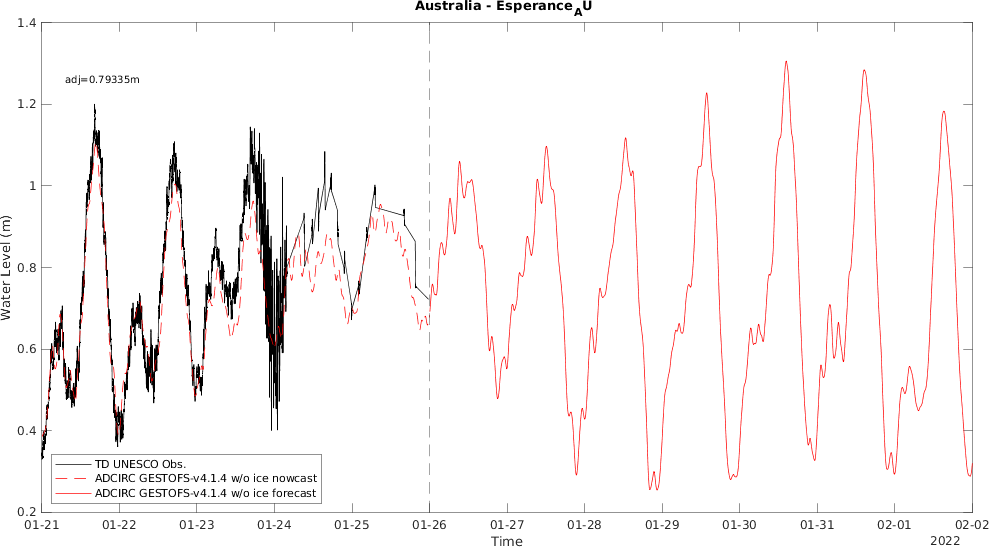 Australia - Esperance_AU
adj=0.79335m
Water Level (m)
1.4
1.2
1
0.8
0.6
0.4
0.2
TD UNESCO Obs.
ADCIRC GESTOFS-v4.1.4 w/o ice nowcast
ADCIRC GESTOFS-v4.1.4 w/o ice forecast
01-21 01-22 01-23 01-24 01-25 01-26 01-27 01-28 01-29 01-30 01-31 02-01 02-02
Time
2022